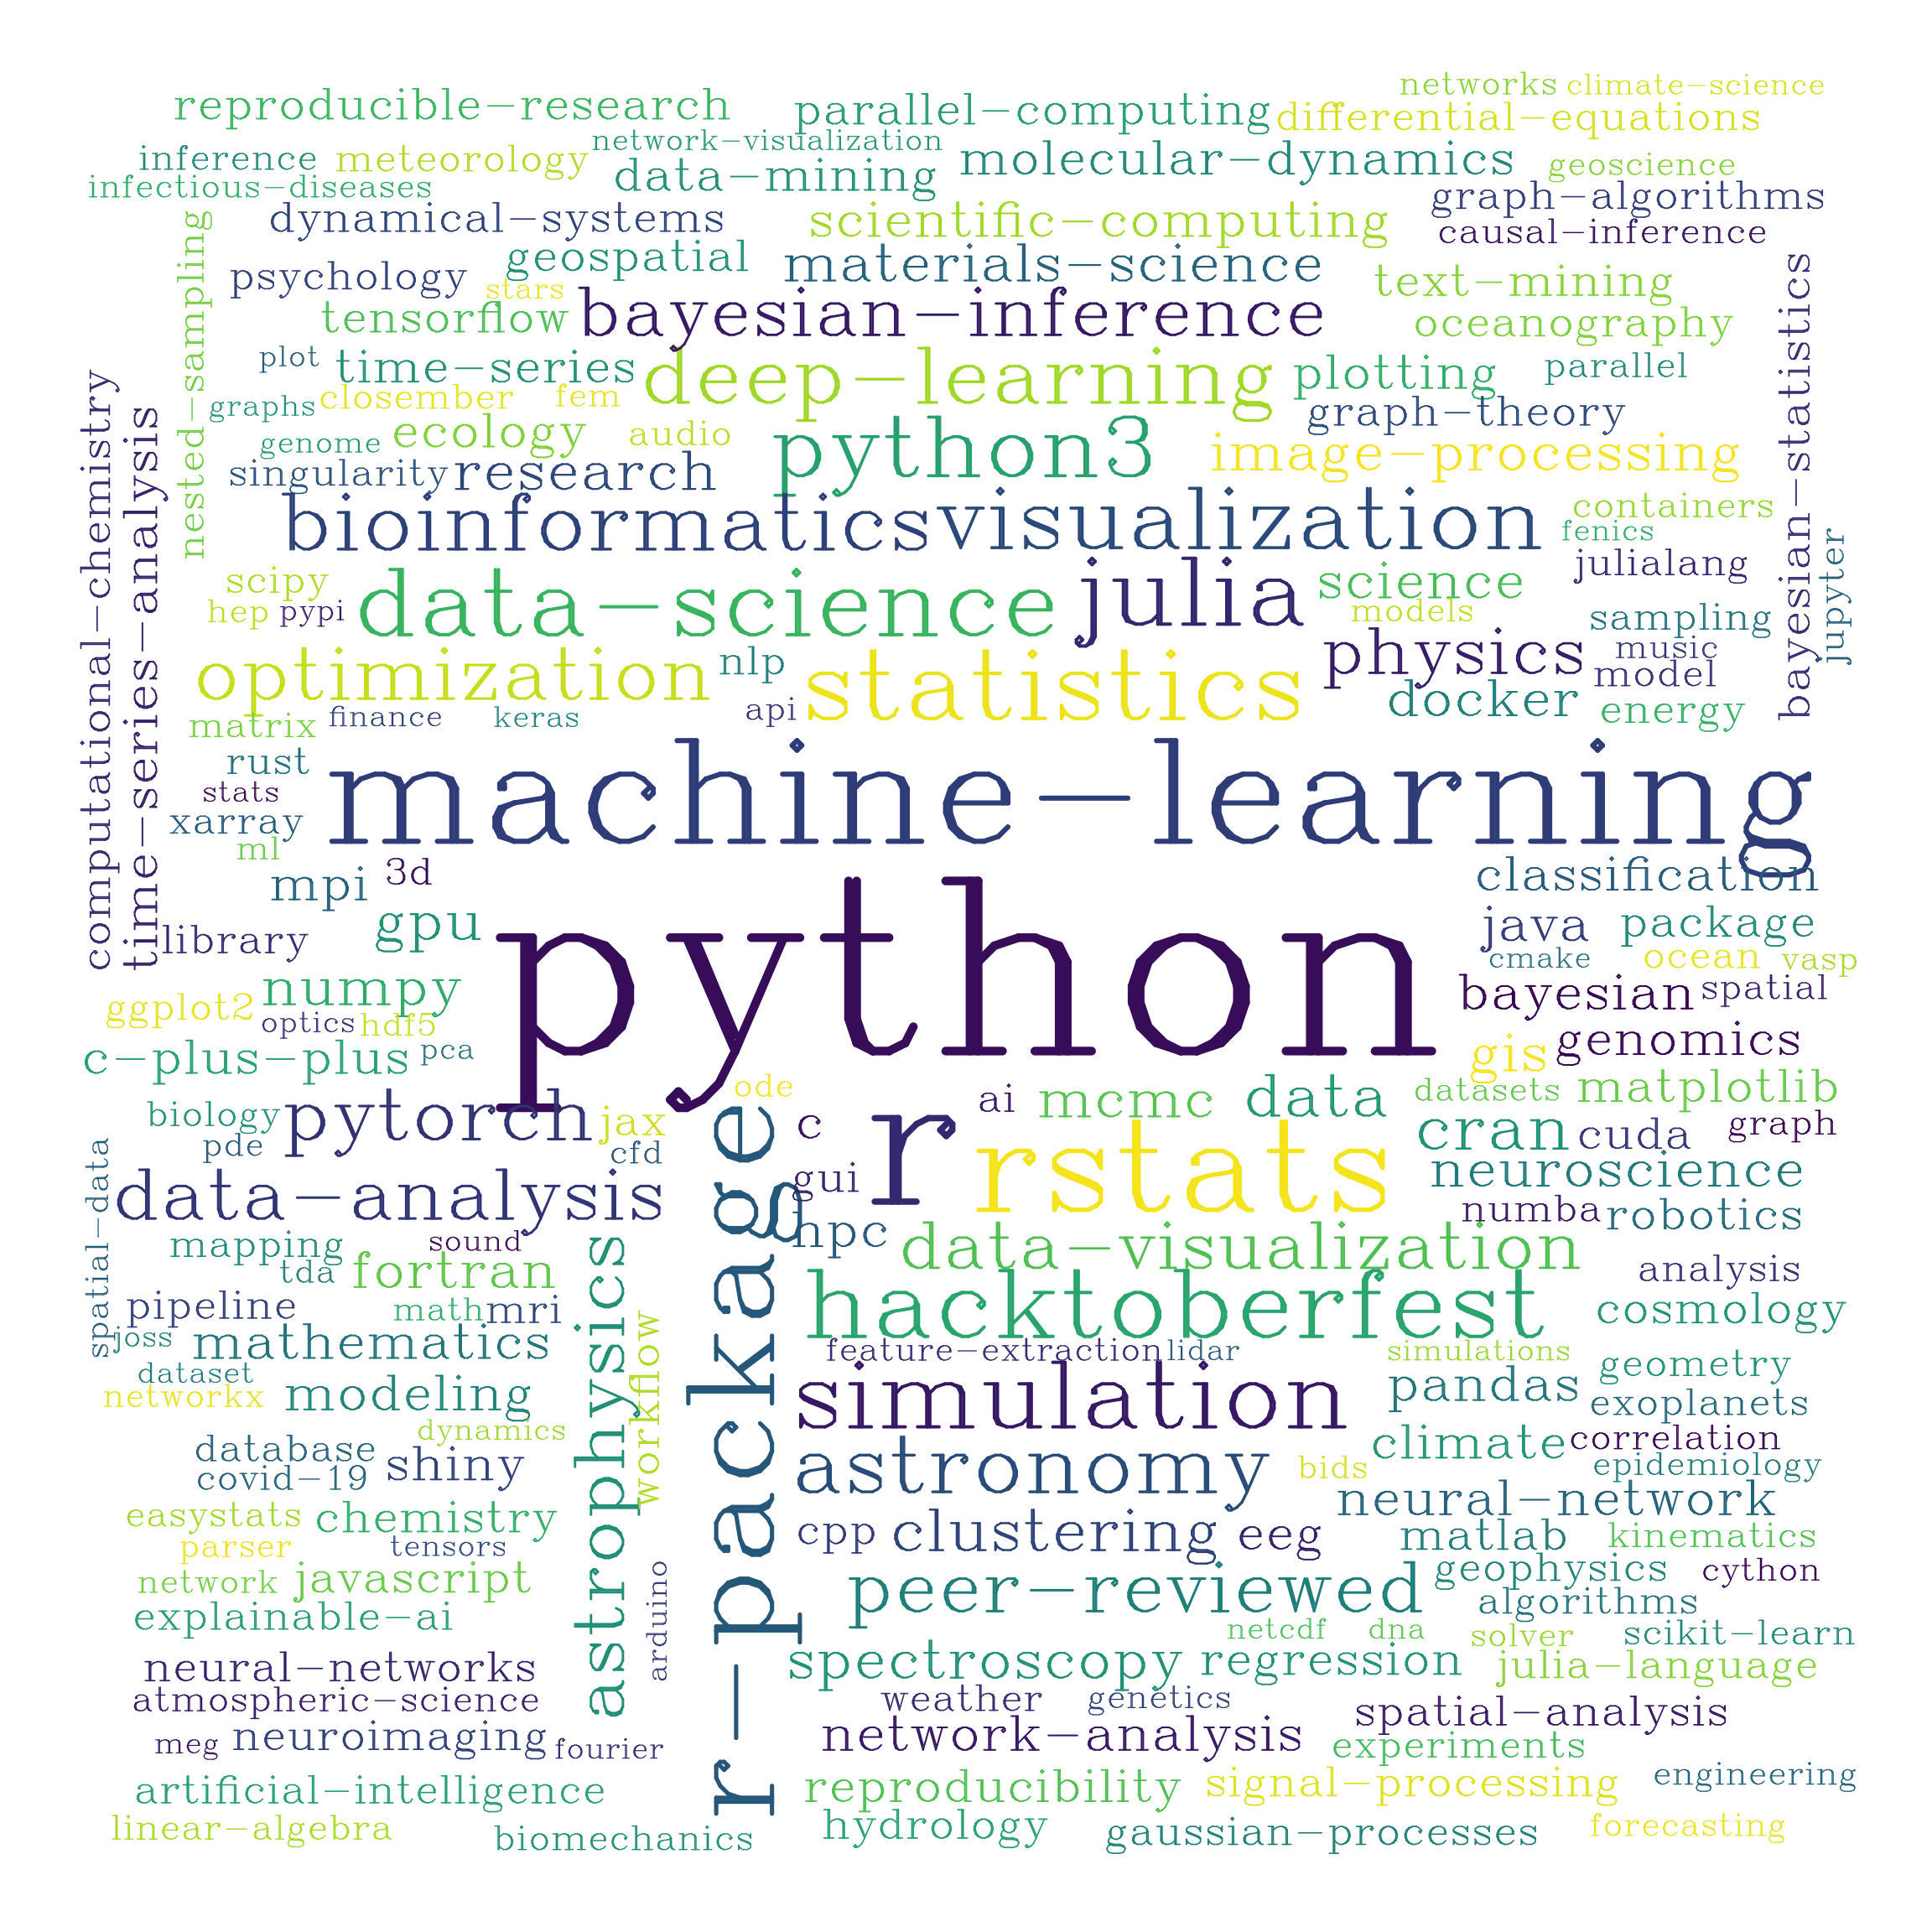 networks climate-science
reproducible-research parallel-computing differential-equations
network-visualization
inference meteorology data-mining molecular-dynamics geoscience
infectious-diseases graph-algorithms
dynamical-systems scientific-computing causal-inference
nested-sampling
geospatial materials-science
psychology stars text-mining
bayesian-statistics
tensorflow bayesian-inference oceanography
plot time-series deep-learning plotting parallel
computational-chemistry
time-series-analysis
graphs closember fem graph-theory
genome ecology audio python3 image-processing
singularity research
bioinformatics visualization containers
fenics
jupyter
scipy data-science julia science julialang
hep pypi models sampling
optimization nlp statistics physics music
model
matrix finance keras api docker energy
rust machine-learning
stats
xarray
ml
mpi 3d classification
library gpu python java package
cmake ocean vasp
ggplot2 numpy bayesian spatial
optics hdf5
c-plus-plus pca gis genomics
ode ai mcmc data datasets matplotlib
biology pytorch jax c r rstats cran cuda graph
pde cfd
spatial-data
data-analysis r-package gui neuroscience
numba robotics
mapping sound hpc data-visualization
tda fortran astrophysics analysis
pipeline math mri workflow hacktoberfest cosmology
joss mathematics feature-extraction lidar simulations geometry
dataset
networkx modeling simulation pandas exoplanets
dynamics
database shiny astronomy bids climate correlation
covid-19 epidemiology
easystats chemistry cpp clustering eeg neural-network
parser tensors matlab kinematics
network javascript arduino peer-reviewed geophysics cython
explainable-ai algorithms
netcdf dna solver scikit-learn
neural-networks spectroscopy regression julia-language
atmospheric-science weather genetics spatial-analysis
meg neuroimaging fourier network-analysis experiments
artificial-intelligence reproducibility signal-processing engineering
linear-algebra biomechanics hydrology gaussian-processes forecasting